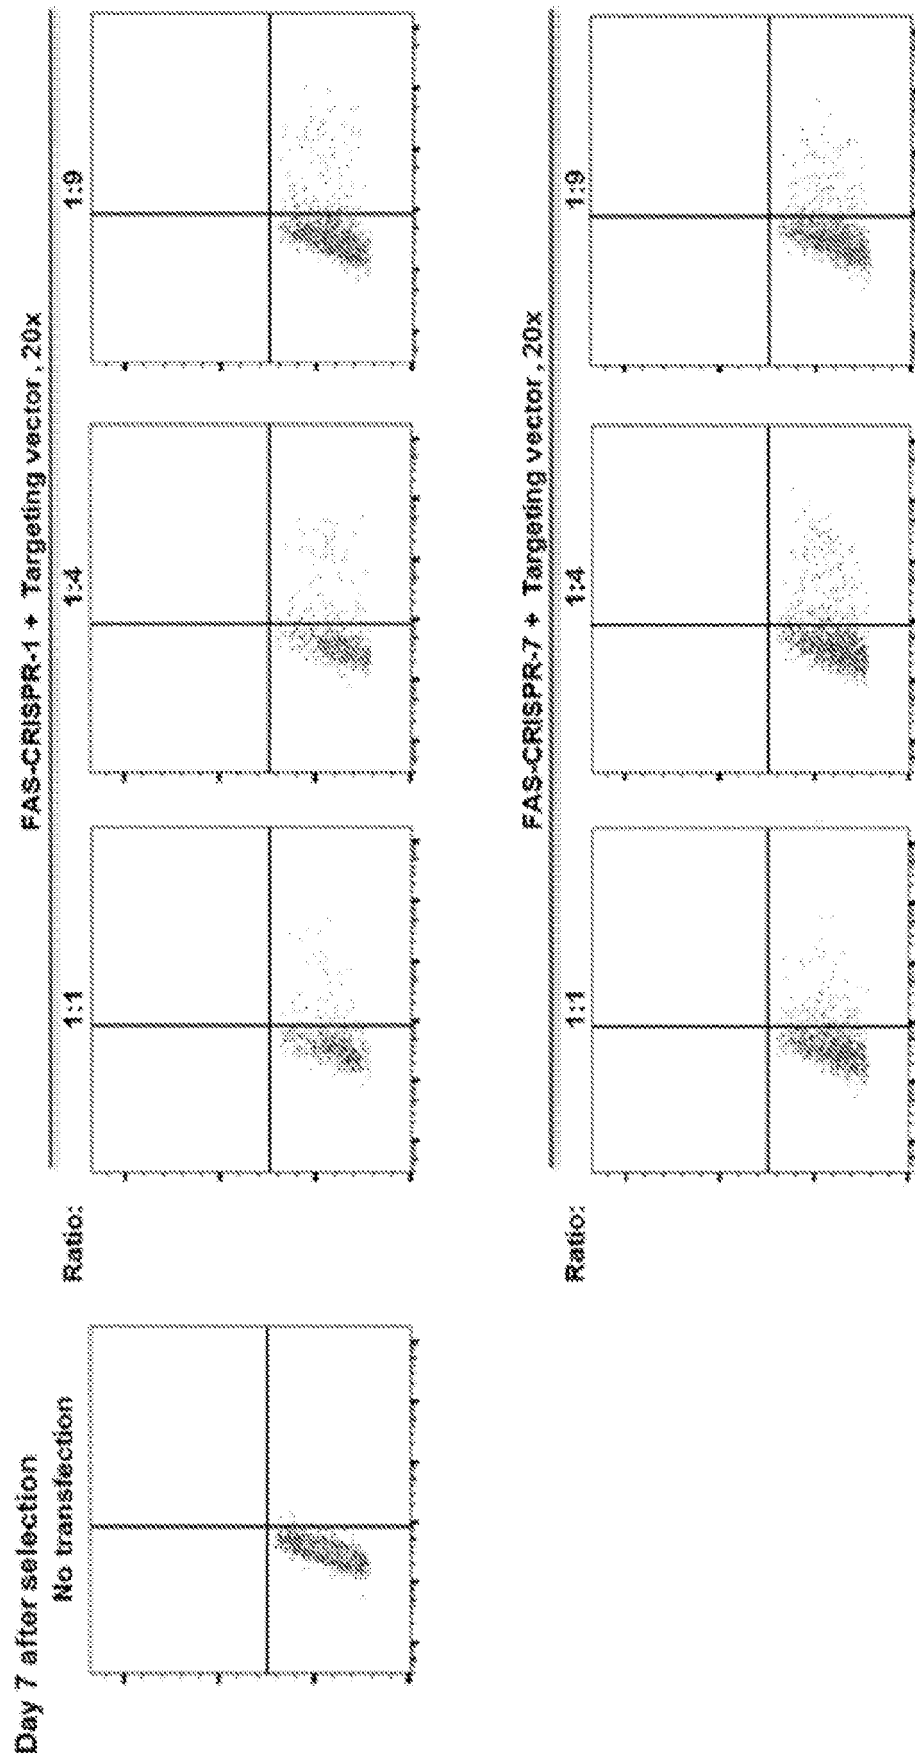 Day 7 after selection
No transfection
FAS-CRISPR-1 + Targeting vector, 20x
Ratio:
1:1
1:4
1:9
FAS-CRISPR-7 + Targeting vector, 20x
Ratio:
1:1
1:4
1:9